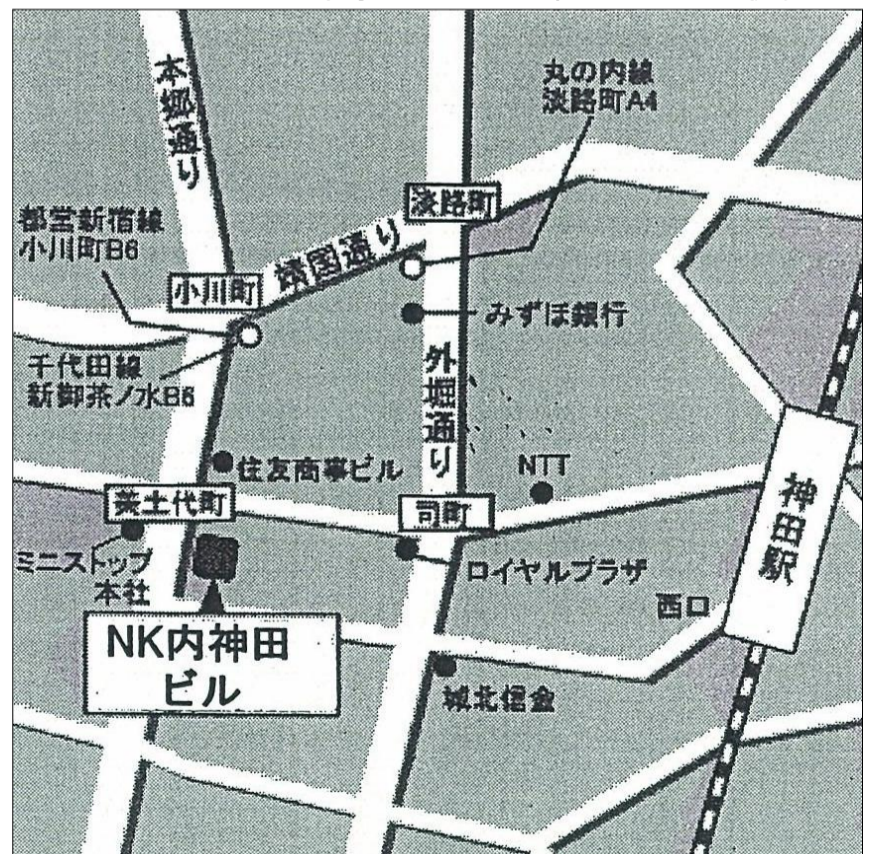 本郷通り
丸の内線
淡路町A4
淡路町
都営新宿線
小川町B6
靖国通り
小川町
みずほ銀行
千代田線
新御茶ノ水B6
外堀通り
住友商事ビル
NTT
美土代町
司町
神田駅
ミニストップ
本社
ロイヤルプラザ
西口
NK内神田
ビル
城北信金